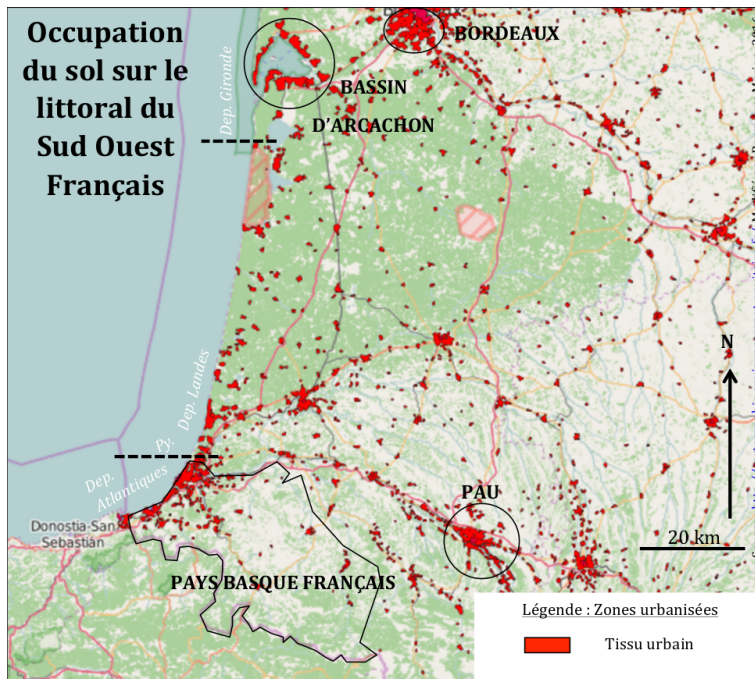 Occupation
du sol sur le
littoral du
Sud Ouest
Français
Dep. Gironde
BORDEAUX
BASSIN
D'ARCACHON
Dep. Landes
Dep.
Py.
Atlantiques
Donostia-San
Sebastián
PAYS BASQUE FRANÇAIS
PAU
N
20 km
Légende : Zones urbanisées
Tissu urbain